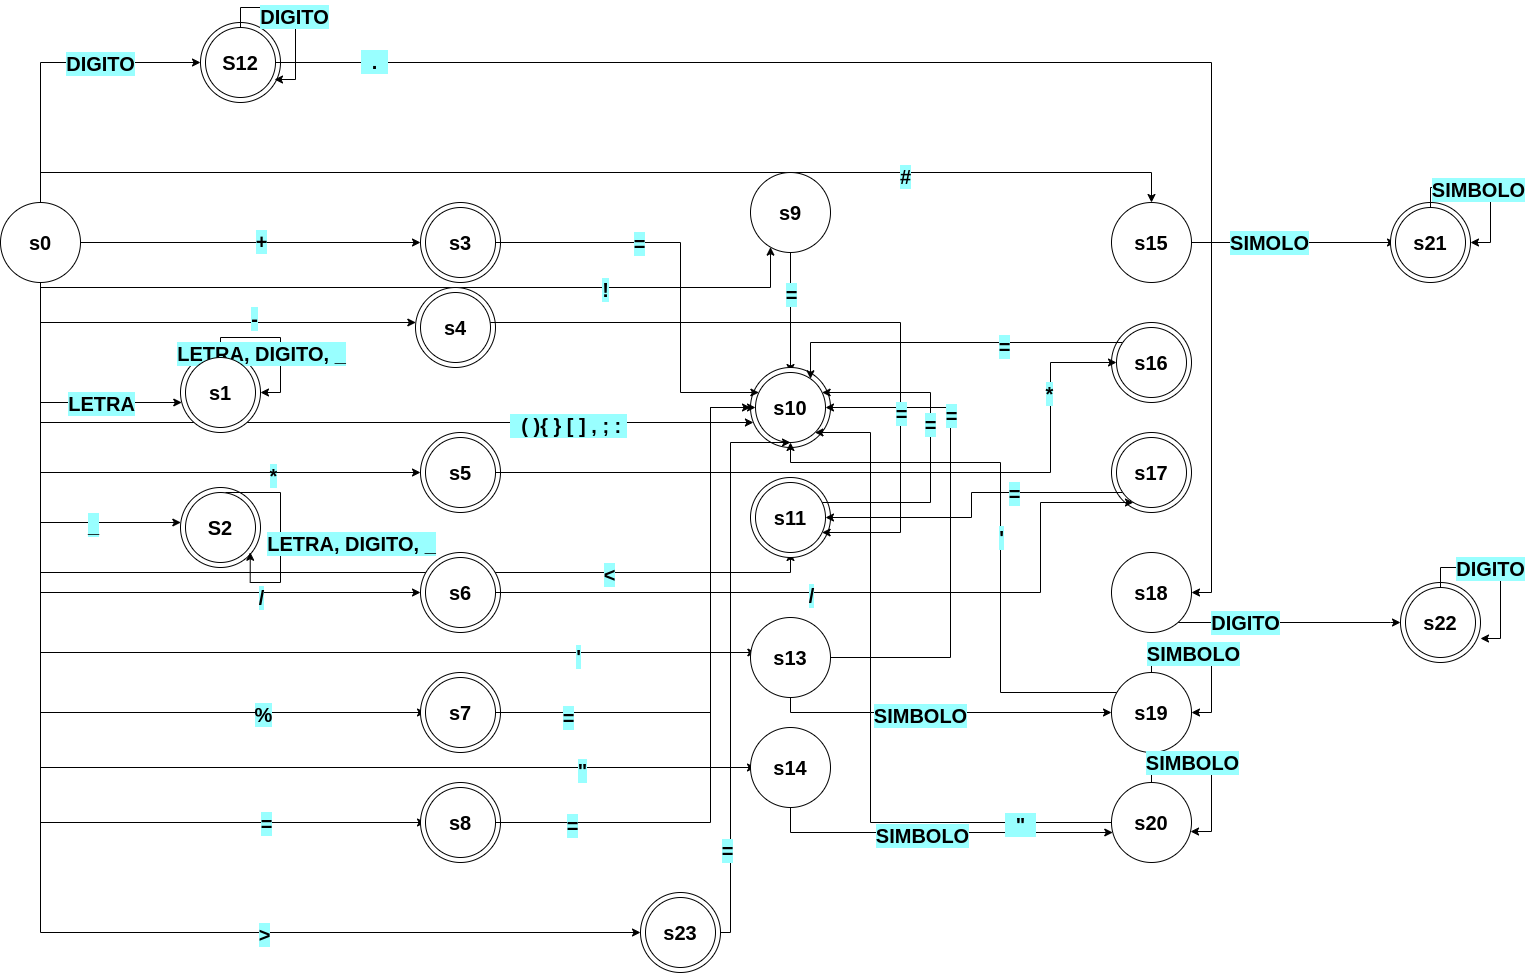 DIGITO
DIGITO
S12
.
#
s9
SIMBOLO
s0
+
s3
=
s15
SIMOLO
s21
!
=
-
s4
=
LETRA, DIGITO, _
s1
*
s16
LETRA
s10
=
=
=
( ){ } [ ] , ; :
*
s5
s17
=
_
S2
s11
'
LETRA, DIGITO, _
<
DIGITO
/
s6
/
s18
DIGITO
s22
'
s13
SIMBOLO
%
s7
=
SIMBOLO
s19
"
s14
SIMBOLO
=
s8
=
SIMBOLO
"
s20
=
>
s23